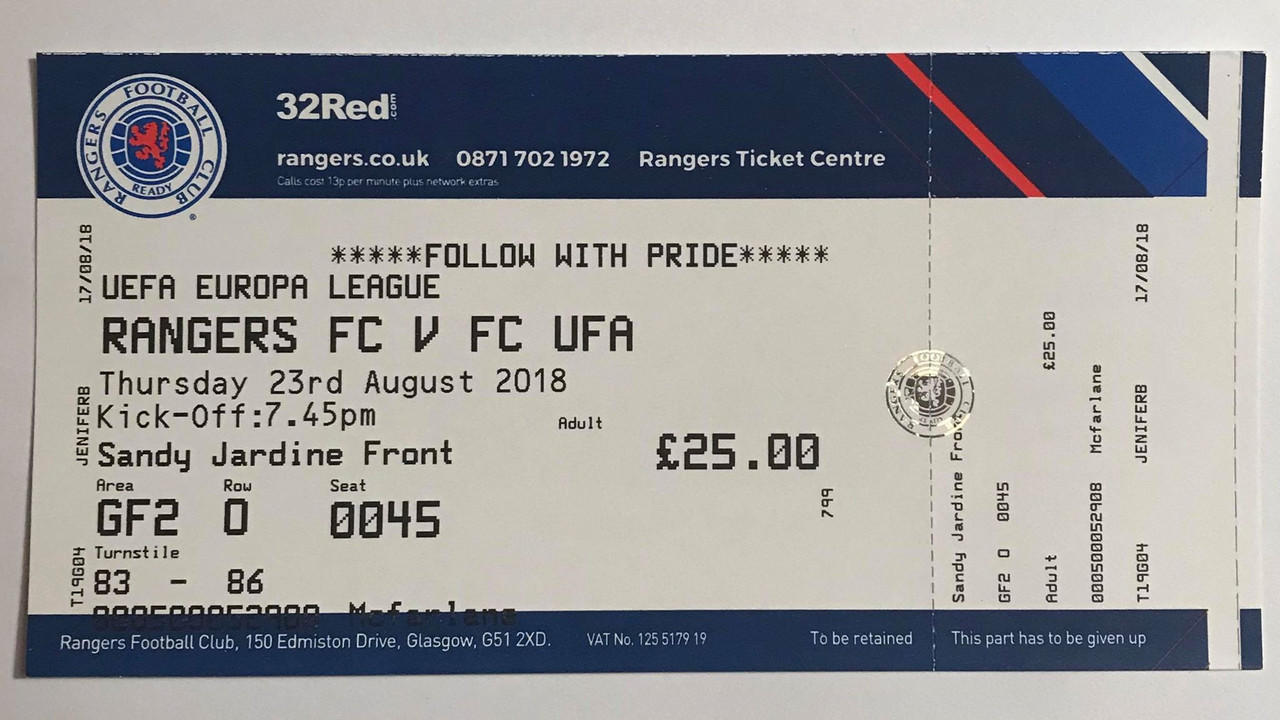 RANGERS FOOTBALL CLUB
READY
32Red.com
rangers.co.uk 0871 702 1972 Rangers Ticket Centre
Calls cost 13p per minute plus network extras
*****FOLLOW WITH PRIDE*****
UEFA EUROPA LEAGUE
RANGERS FC V FC UFA
Thursday 23rd August 2018
Kick-Off:7.45pm
Adult
Sandy Jardine Front
£25.00
Area Row Seat
GF2 O 0045
Turnstile
83 - 86
000500052908 Mcfarlane
799
T19G04 JENIFERB 17/08/18
Rangers Football Club, 150 Edmiston Drive, Glasgow, G51 2XD. VAT No. 125 5179 19 To be retained
Sandy Jardine Fro
GF2 O 0045
Adult £25.00
000500052908 Mcfarlane
T19G04 JENIFERB 17/08/18
This part has to be given up